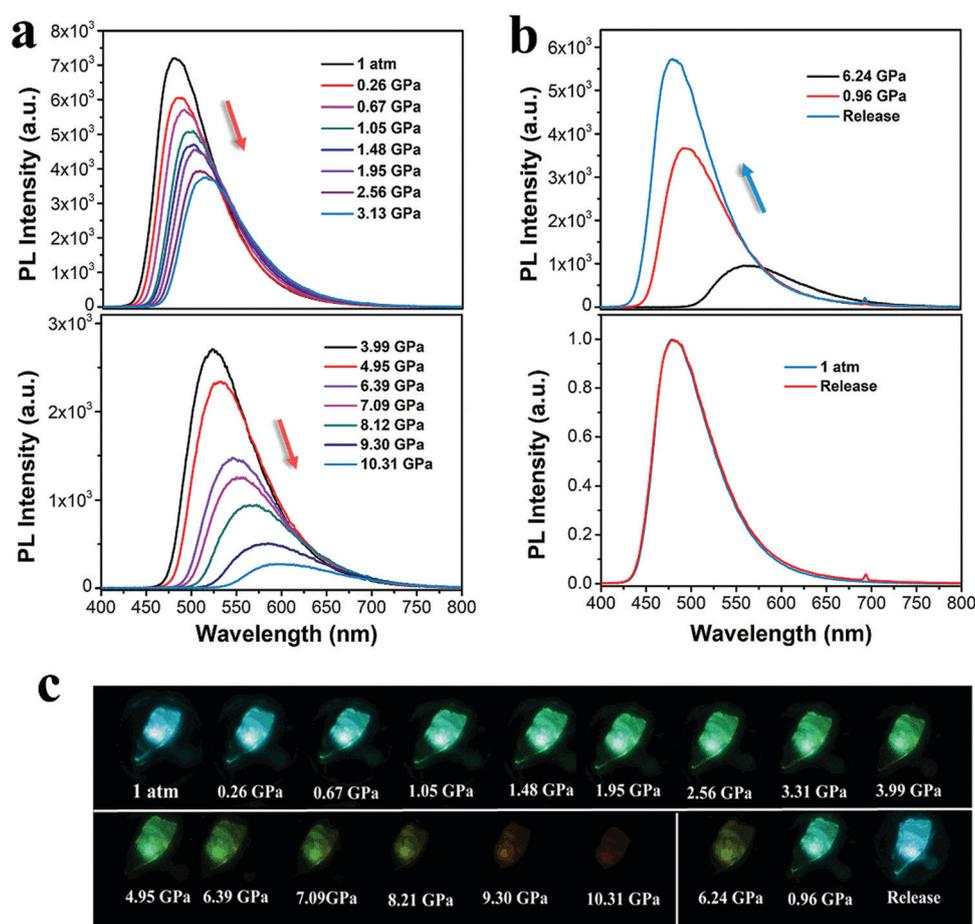 a
PL Intensity (a.u.)
8x10³
7x10³
6x10³
5x10³
4x10³
3x10³
2x10³
1x10³
0
1 atm
0.26 GPa
0.67 GPa
1.05 GPa
1.48 GPa
1.95 GPa
2.56 GPa
3.13 GPa
PL Intensity (a.u.)
3x10³
2x10³
1x10³
0
3.99 GPa
4.95 GPa
6.39 GPa
7.09 GPa
8.12 GPa
9.30 GPa
10.31 GPa
400 450 500 550 600 650 700 750 800
Wavelength (nm)
b
PL Intensity (a.u.)
6x10³
5x10³
4x10³
3x10³
2x10³
1x10³
0
6.24 GPa
0.96 GPa
Release
PL Intensity (a.u.)
1.0
0.8
0.6
0.4
0.2
0.0
1 atm
Release
400 450 500 550 600 650 700 750 800
Wavelength (nm)
c
1 atm 0.26 GPa 0.67 GPa 1.05 GPa 1.48 GPa 1.95 GPa 2.56 GPa 3.31 GPa 3.99 GPa
4.95 GPa 6.39 GPa 7.09GPa 8.21 GPa 9.30 GPa 10.31 GPa 6.24 GPa 0.96 GPa Release